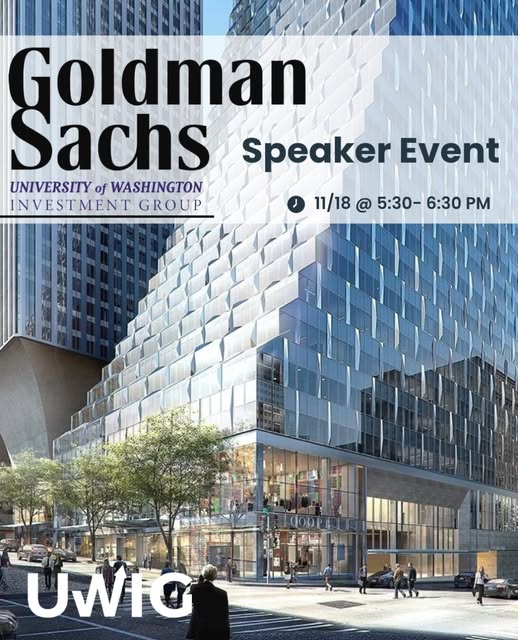 Goldman
Sachs
Speaker Event
UNIVERSITY of WASHINGTON
INVESTMENT GROUP
11/18 @ 5:30- 6:30 PM
UWIG